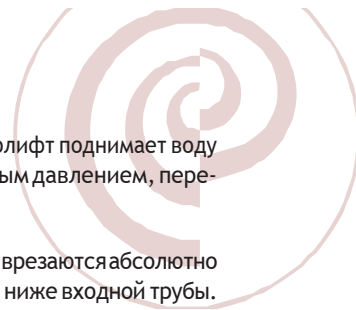 олифт поднимает воду
ым давлением, пере-
врезаются абсолютно
ниже входной трубы.